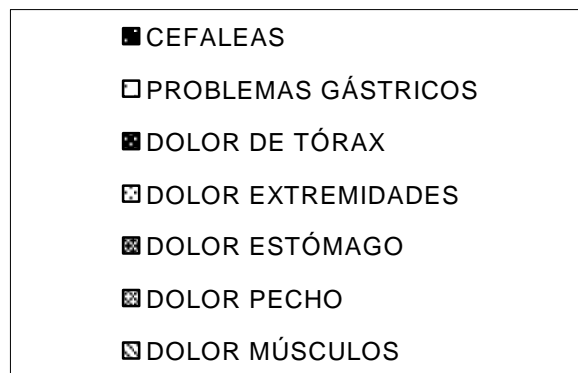 CEFALEAS
PROBLEMAS GÁSTRICOS
DOLOR DE TÓRAX
DOLOR EXTREMIDADES
DOLOR ESTÓMAGO
DOLOR PECHO
DOLOR MÚSCULOS